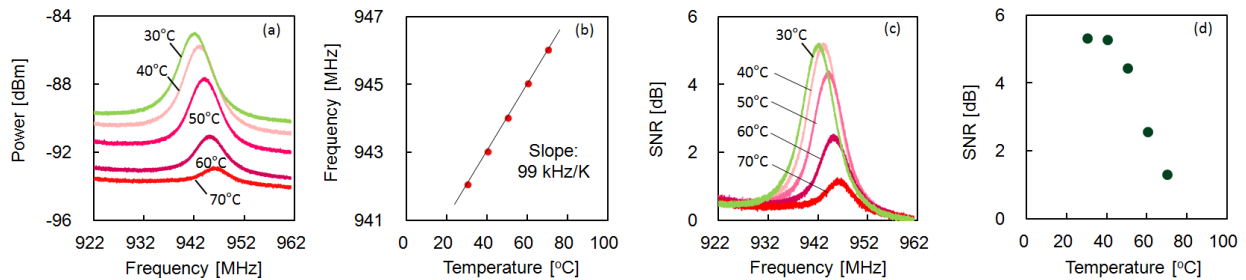 (a)
-84
-88
-92
-96
Power [dBm]
30°C
40°C
50°C
60°C
70°C
922 932 942 952 962
Frequency [MHz]
(b)
947
945
943
941
Frequency [MHz]
Slope:
99 kHz/K
0 20 40 60 80 100
Temperature [°C]
(c)
6
4
2
0
SNR [dB]
30°C
40°C
50°C
60°C
70°C
922 932 942 952 962
Frequency [MHz]
(d)
6
4
2
0
SNR [dB]
0 20 40 60 80 100
Temperature [°C]